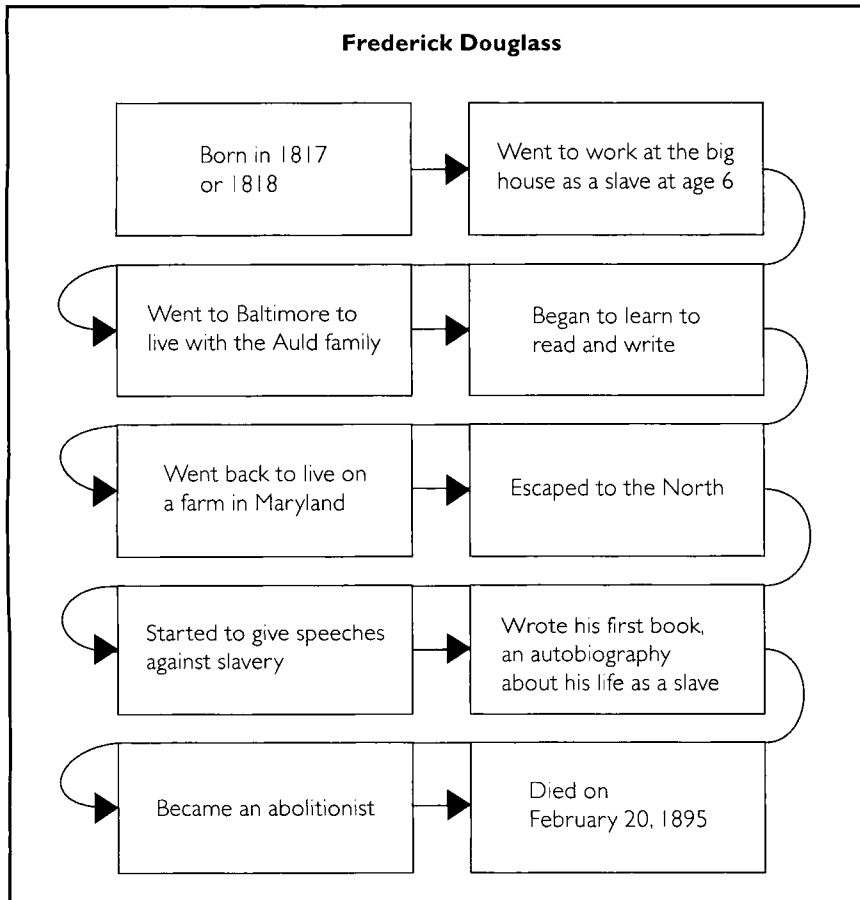 Frederick Douglass
Born in 1817
or 1818
Went to work at the big
house as a slave at age 6
Went to Baltimore to
live with the Auld family
Began to learn to
read and write
Went back to live on
a farm in Maryland
Escaped to the North
Started to give speeches
against slavery
Wrote his first book,
an autobiography
about his life as a slave
Became an abolitionist
Died on
February 20, 1895